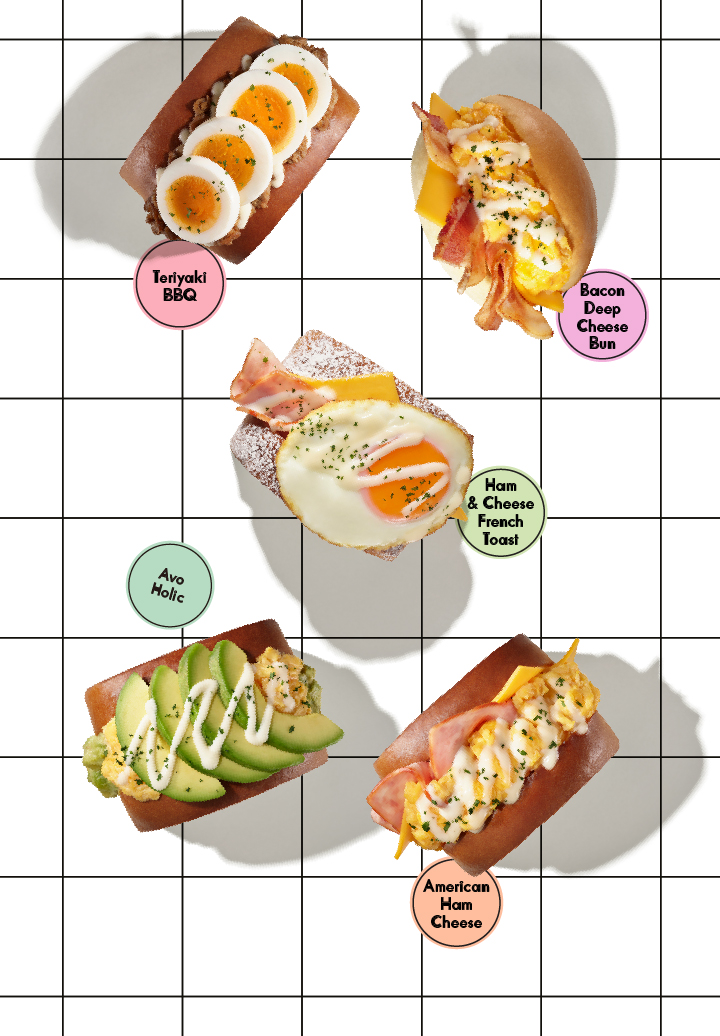 Teriyaki
BBQ
Bacon
Deep
Cheese
Bun
Ham
& Cheese
French
Toast
Avo
Holic
American
Ham
Cheese